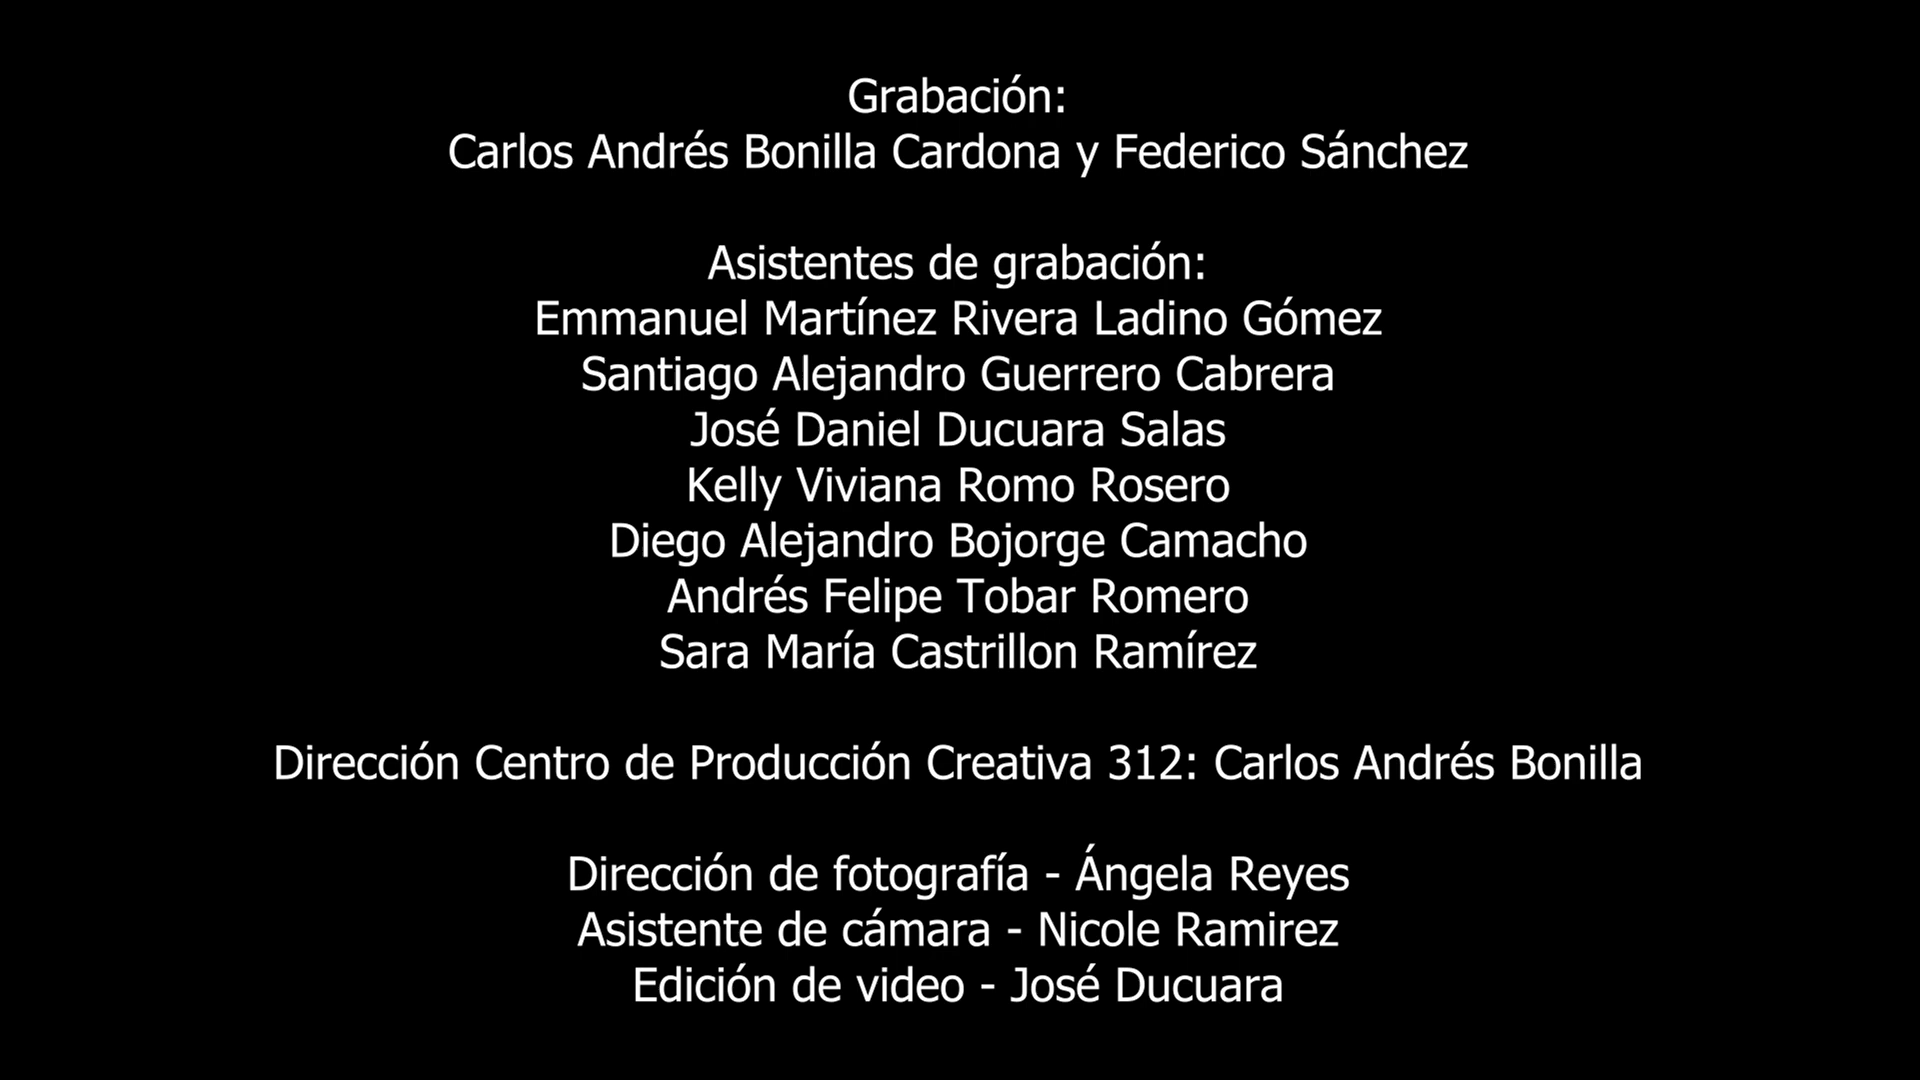 Grabación:
Carlos Andrés Bonilla Cardona y Federico Sánchez
Asistentes de grabación:
Emmanuel Martínez Rivera Ladino Gómez
Santiago Alejandro Guerrero Cabrera
José Daniel Ducuara Salas
Kelly Viviana Romo Rosero
Diego Alejandro Bojorge Camacho
Andrés Felipe Tobar Romero
Sara María Castrillon Ramírez
Dirección Centro de Producción Creativa 312: Carlos Andrés Bonilla
Dirección de fotografía - Ángela Reyes
Asistente de cámara - Nicole Ramirez
Edición de video - José Ducuara